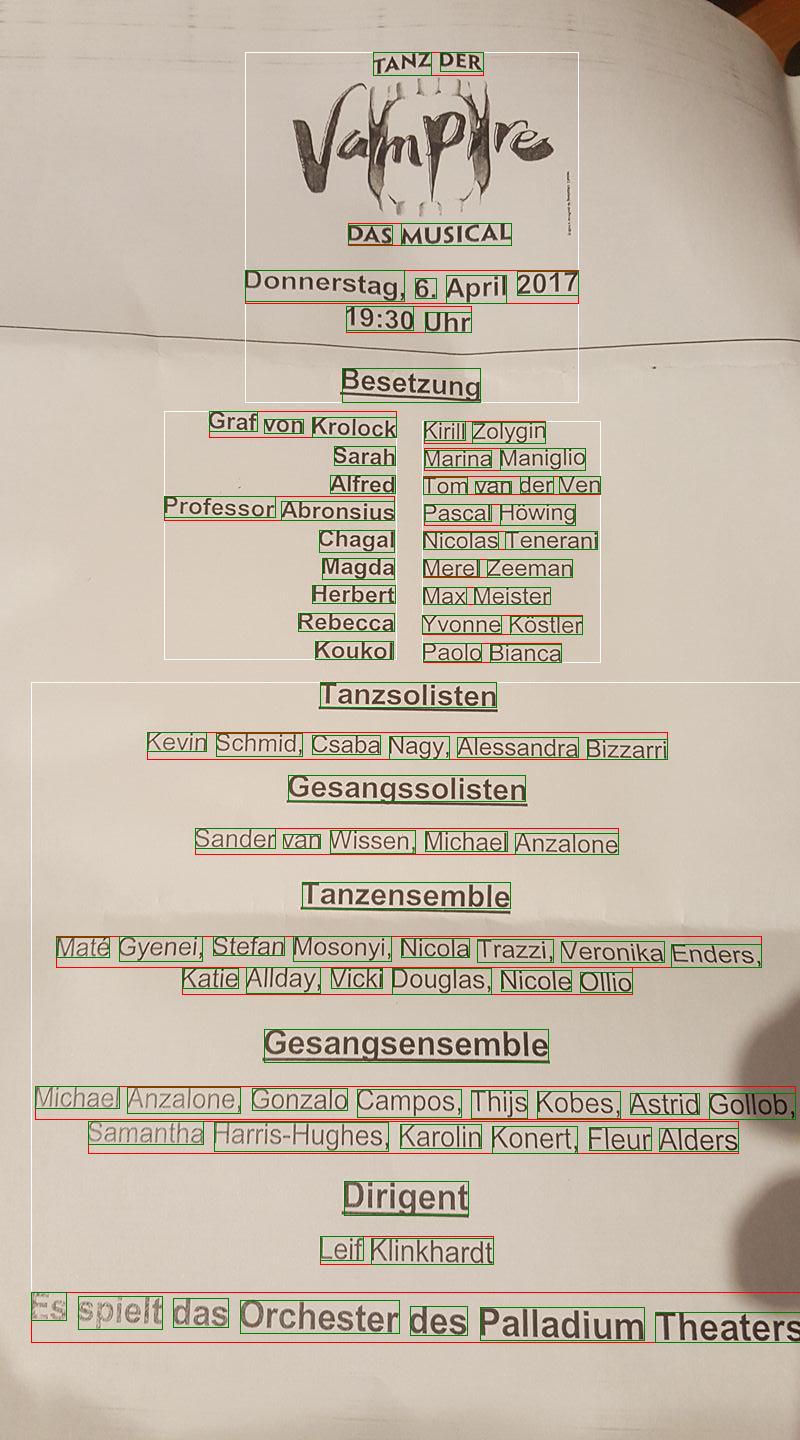 TANZ DER
Vampire
DAS MUSICAL
Donnerstag, 6. April 2017
19:30 Uhr
Besetzung
Graf von Krolock Kirill Zolygin
Sarah Marina Maniglio
Alfred Tom van der Ven
Professor Abronsius Pascal Höwing
Chagal Nicolas Tenerani
Magda Merel Zeeman
Herbert Max Meister
Rebecca Yvonne Köstler
Koukol Paolo Bianca
Tanzsolisten
Kevin Schmid, Csaba Nagy, Alessandra Bizzarri
Gesangssolisten
Sander van Wissen, Michael Anzalone
Tanzensemble
Maté Gyenei, Stefan Mosonyi, Nicola Trazzi, Veronika Enders,
Katie Allday, Vicki Douglas, Nicole Ollio
Gesangsensemble
Michael Anzalone, Gonzalo Campos, Thijs Kobes, Astrid Gollob,
Samantha Harris-Hughes, Karolin Konert, Fleur Alders
Dirigent
Leif Klinkhardt
Es spielt das Orchester des Palladium Theaters